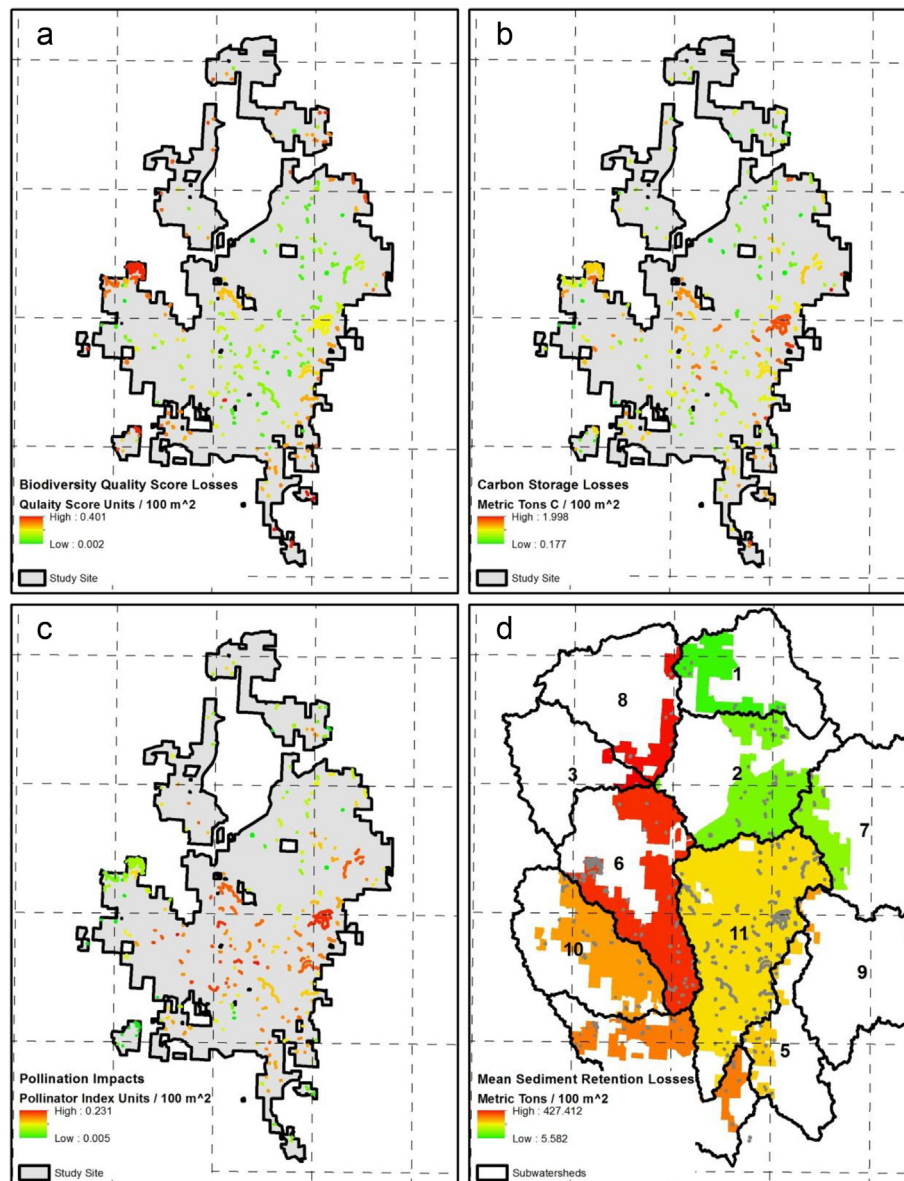 a
Biodiversity Quality Score Losses
Qulaity Score Units / 100 m^2
High : 0.401
Low : 0.002
Study Site
b
Carbon Storage Losses
Metric Tons C / 100 m^2
High : 1.998
Low : 0.177
Study Site
c
Pollination Impacts
Pollinator Index Units / 100 m^2
High : 0.231
Low : 0.005
Study Site
d
1
8
2
3
7
6
11
10
9
5
Mean Sediment Retention Losses
Metric Tons / 100 m^2
High : 427.412
Low : 5.582
Subwatersheds